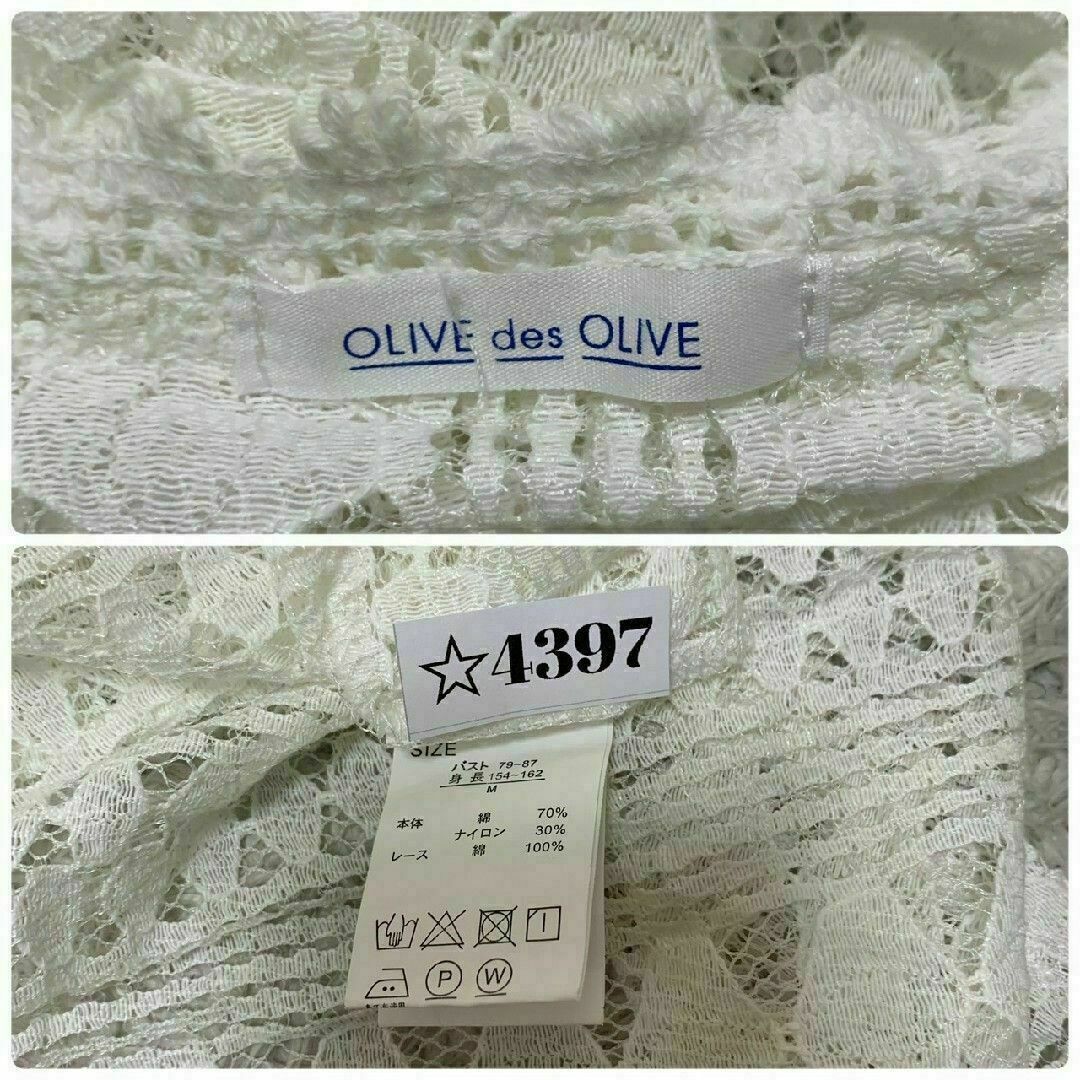 OLIVE des OLIVE
☆4397
SIZE
バスト 79-87
身長 154-162
M
本体 綿 70%
ナイロン 30%
レース 綿 100%
P W